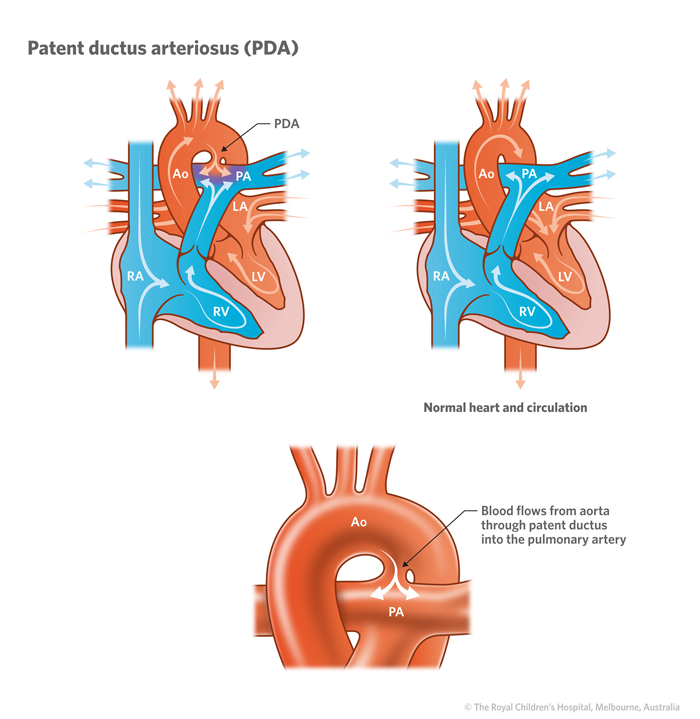 Patent ductus arteriosus (PDA)
PDA
Ao
PA
LA
RA
LV
RV
Ao
PA
LA
RA
LV
RV
Normal heart and circulation
Ao
Blood flows from aorta
through patent ductus
into the pulmonary artery
PA
© The Royal Children's Hospital, Melbourne, Australia